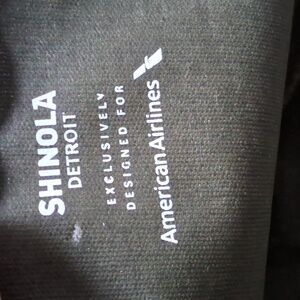 SHINOLA
DETROIT
EXCLUSIVELY
DESIGNED FOR
American Airlines